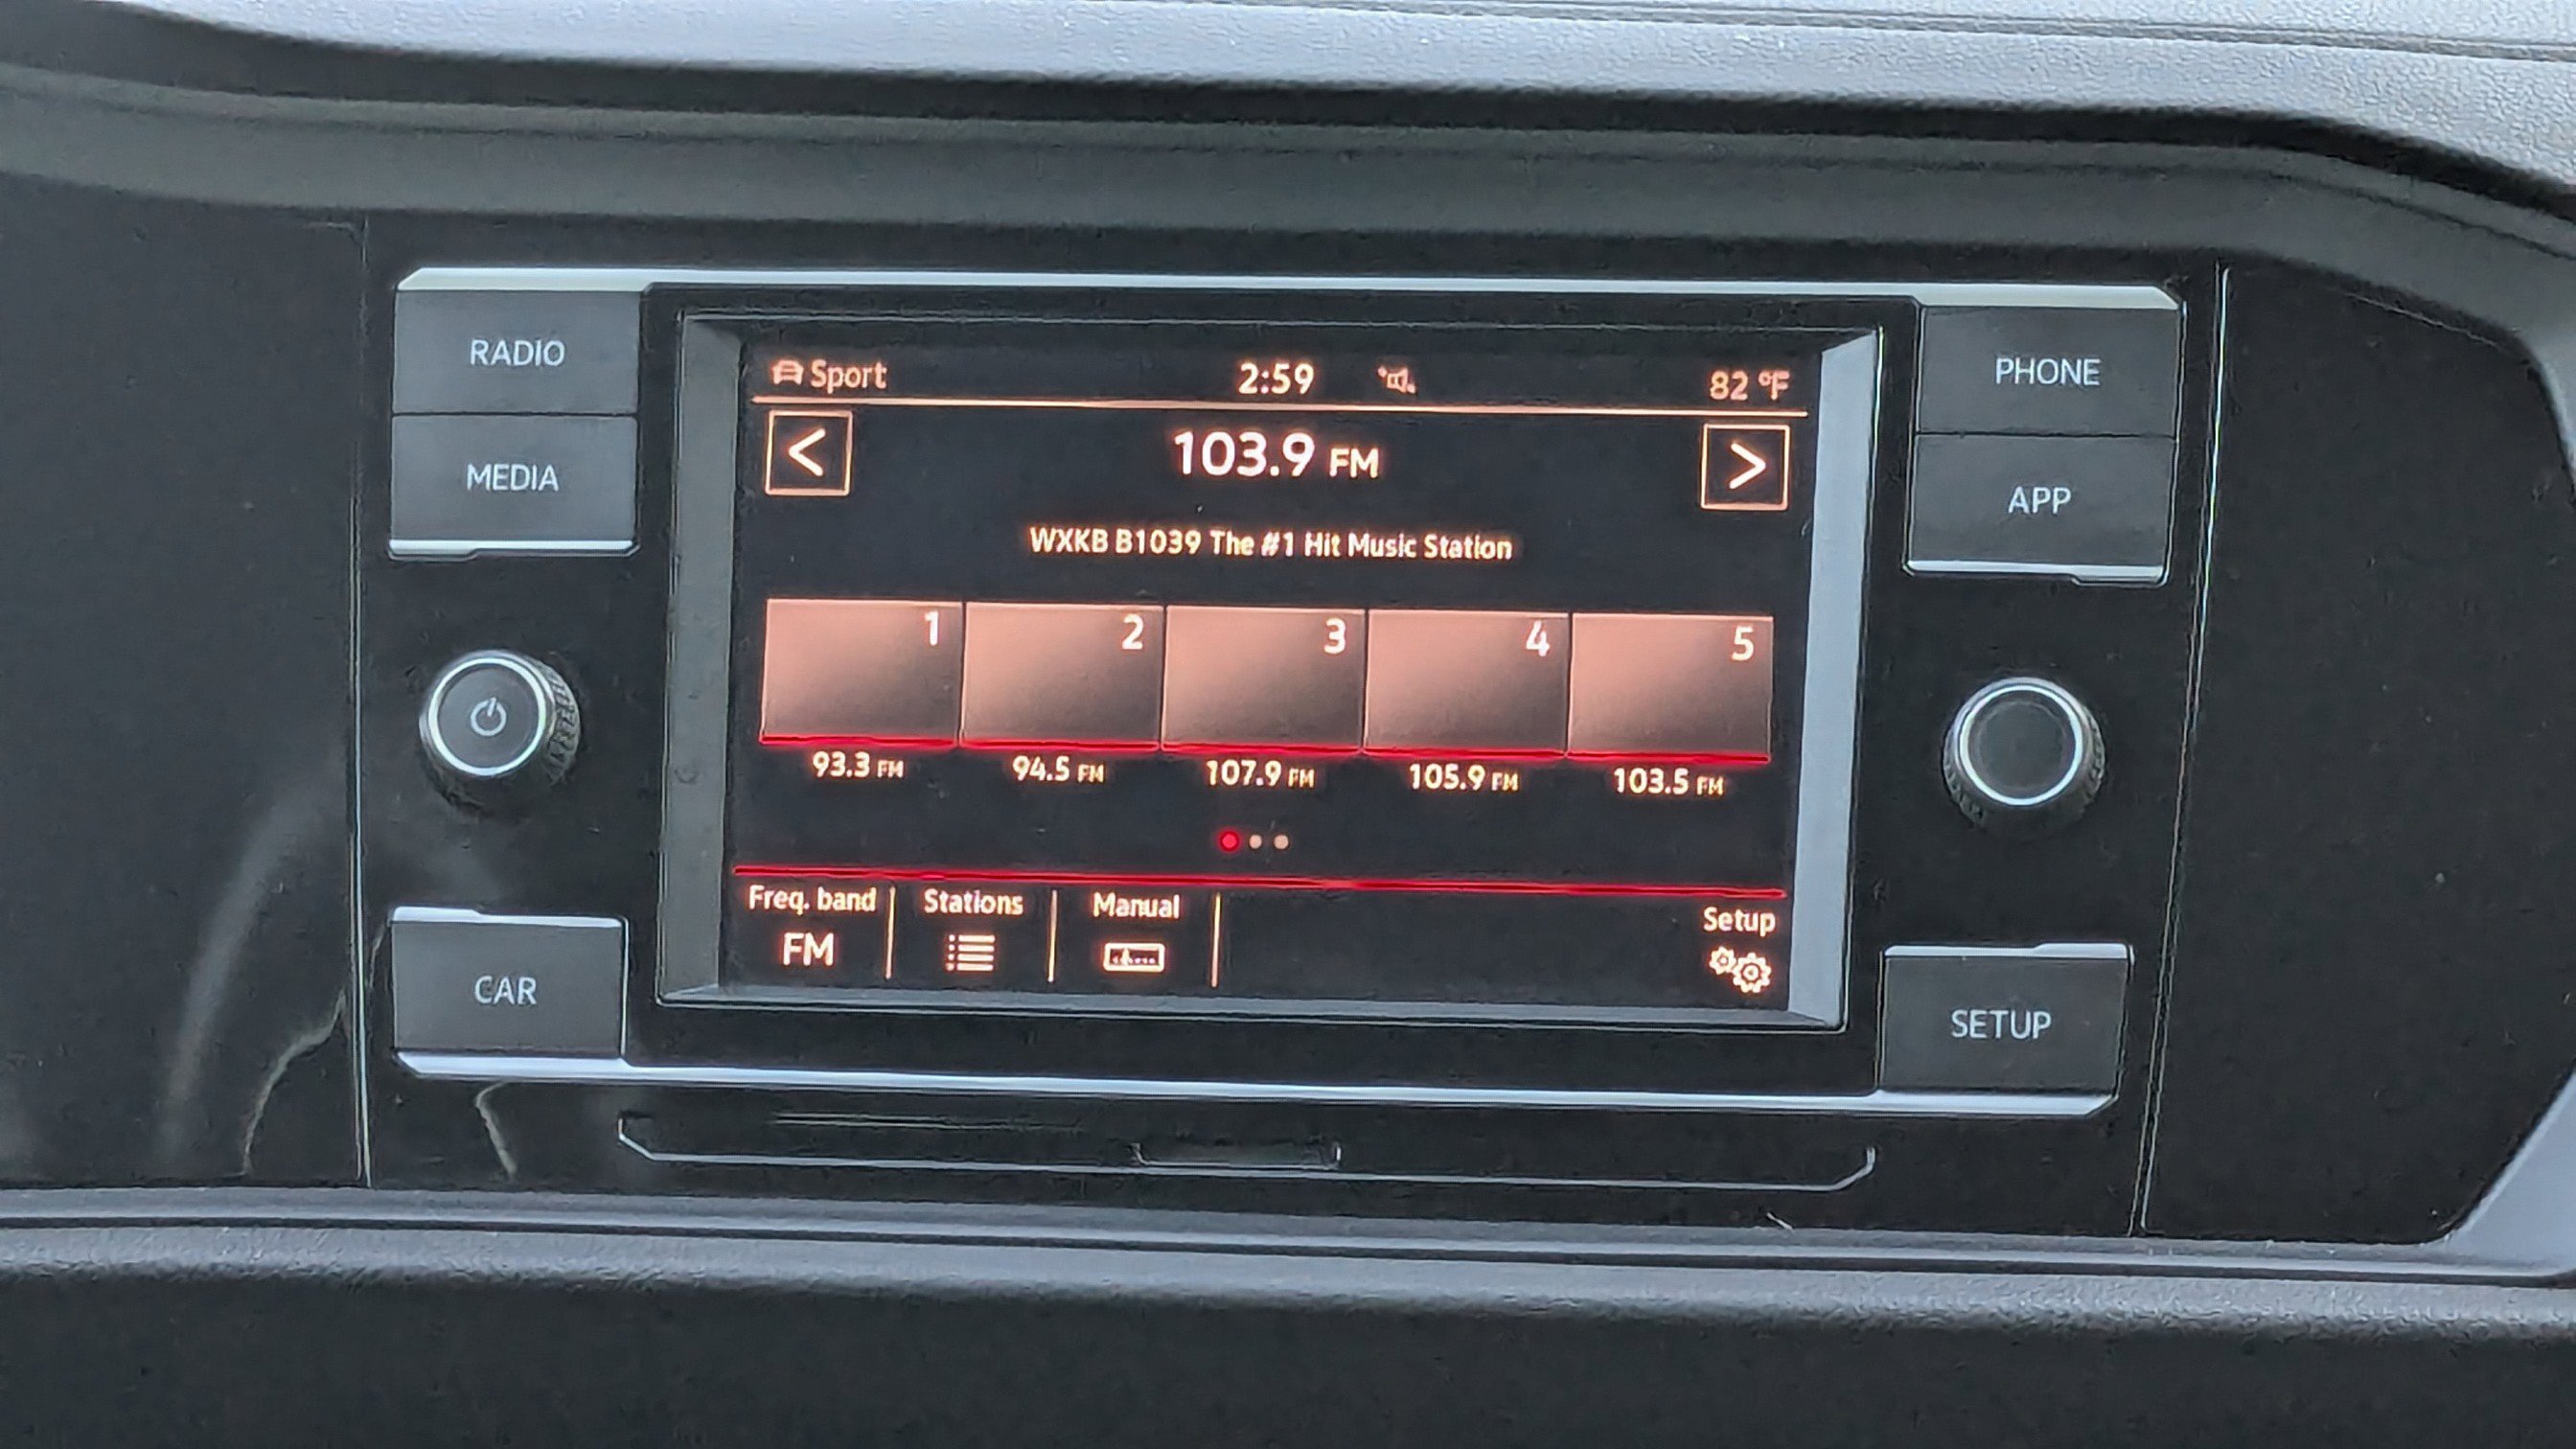 RADIO
MEDIA
CAR
Sport
2:59
82 °F
<
103.9 FM
>
WXKB B1039 The #1 Hit Music Station
1
2
3
4
5
93.3 FM
94.5 FM
107.9 FM
105.9 FM
103.5 FM
Freq. band
FM
Stations
Manual
Setup
PHONE
APP
SETUP